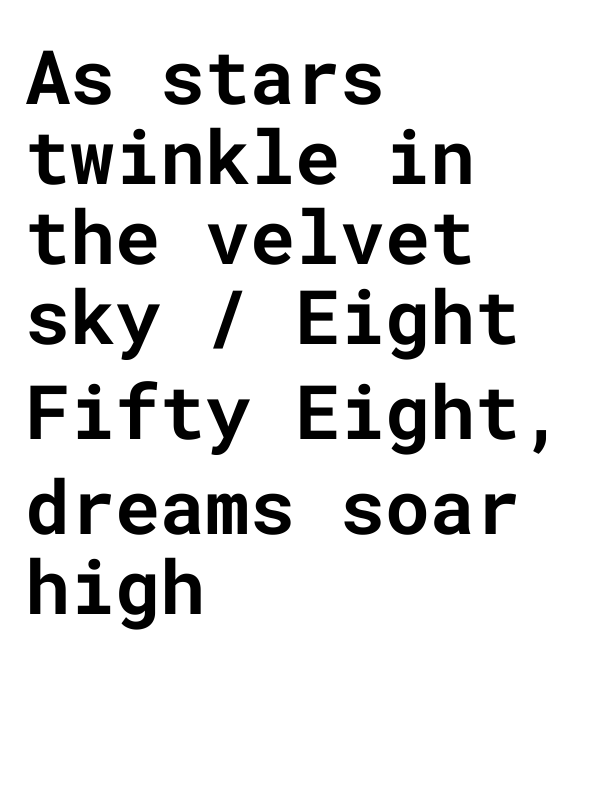 As stars
twinkle in
the velvet
sky / Eight
Fifty Eight,
dreams soar
high